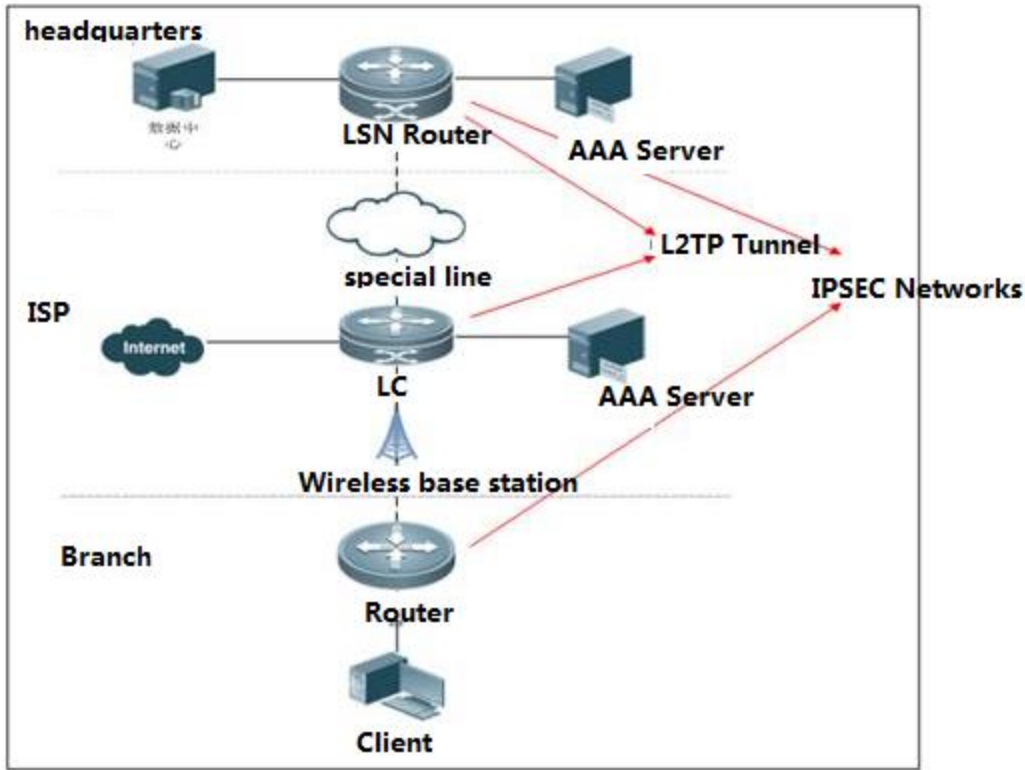 headquarters
数据中
心
LSN Router
AAA Server
L2TP Tunnel
special line
IPSEC Networks
ISP
Internet
LC
AAA Server
Wireless base station
Branch
Router
Client